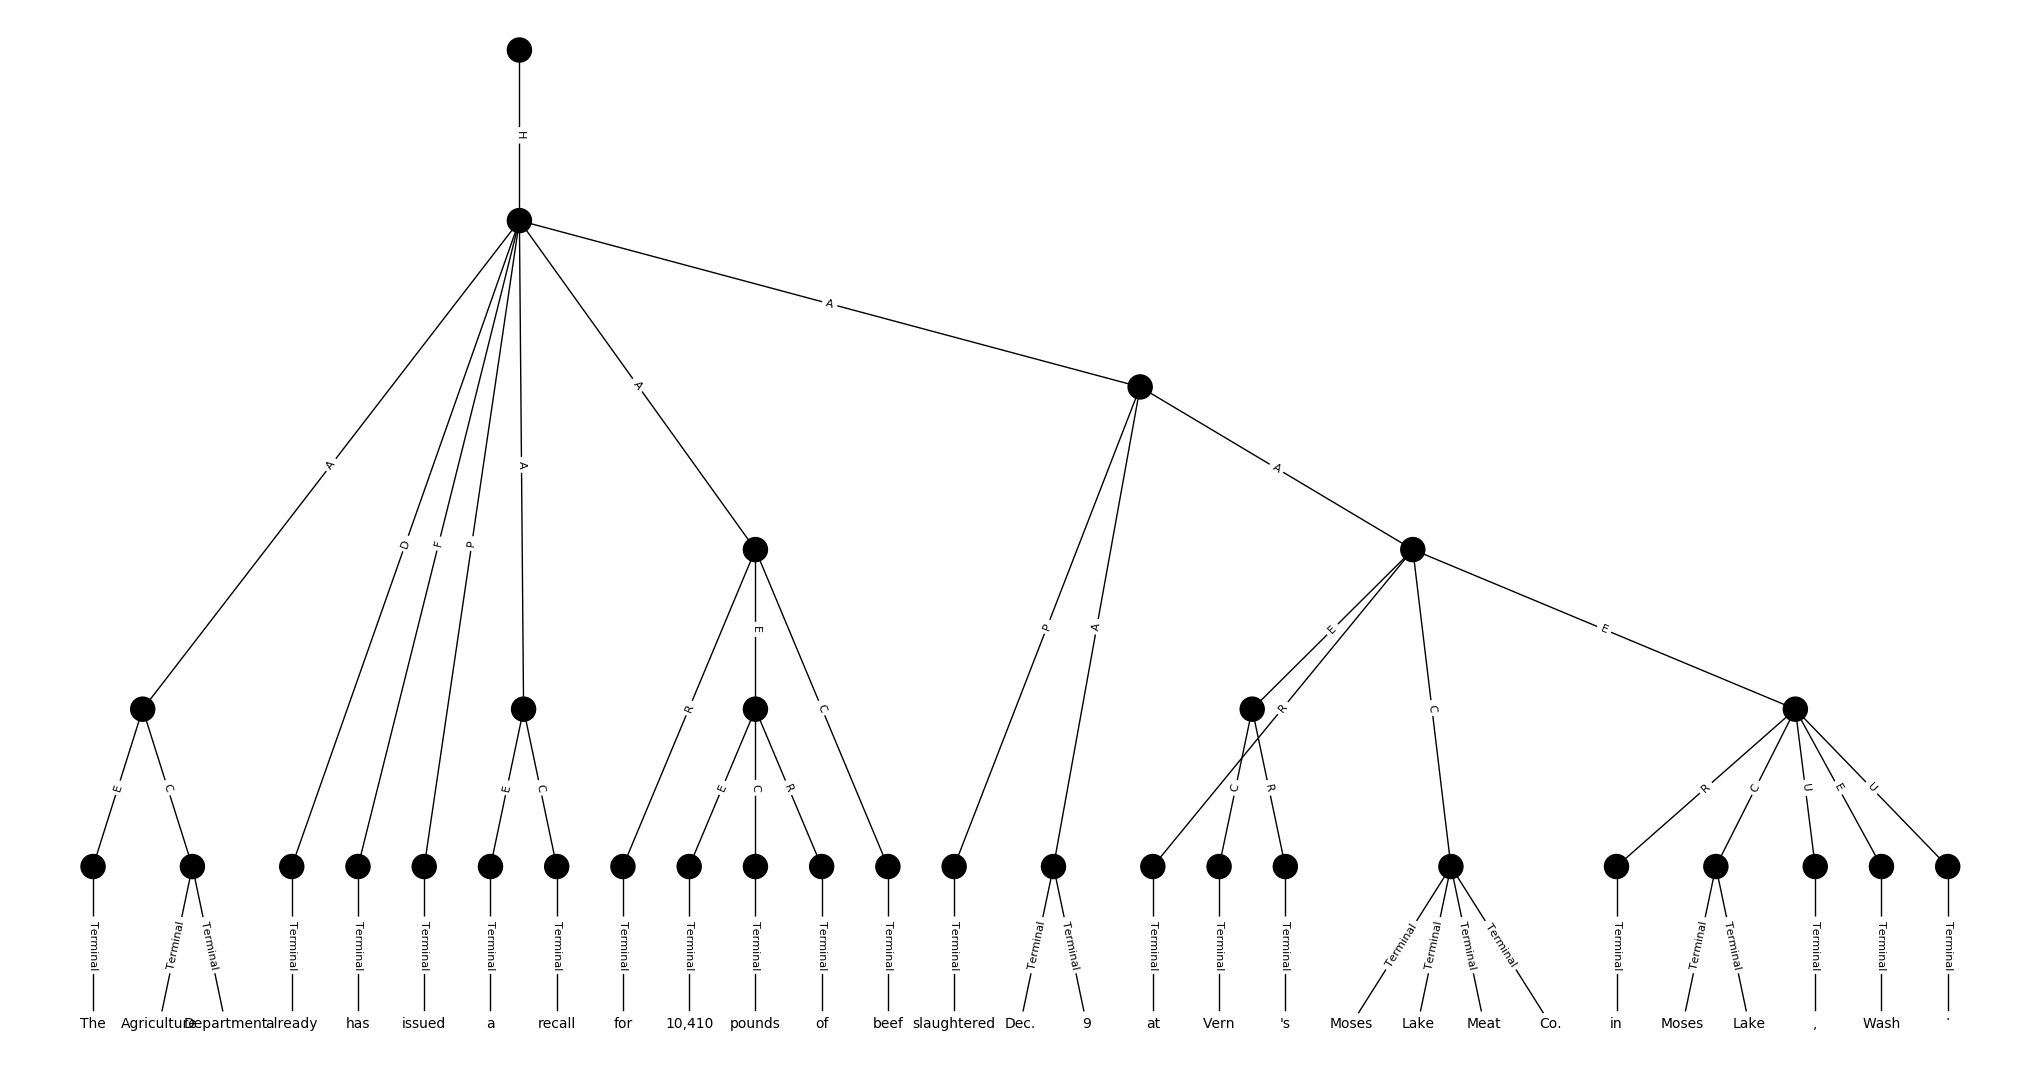 H
A
A
A
A
D
F
P
A
P
A
E
E
E
R
R
C
R
C
E
C
E
C
E
C
R
C
R
R
C
U
E
U
Terminal Terminal Terminal Terminal Terminal Terminal Terminal Terminal Terminal Terminal Terminal Terminal Terminal Terminal Terminal Terminal Terminal Terminal Terminal Terminal Terminal Terminal Terminal Terminal Terminal Terminal Terminal Terminal Terminal
The Agriculture Department already has issued a recall for 10,410 pounds of beef slaughtered Dec. 9 at Vern 's Moses Lake Meat Co. in Moses Lake , Wash .